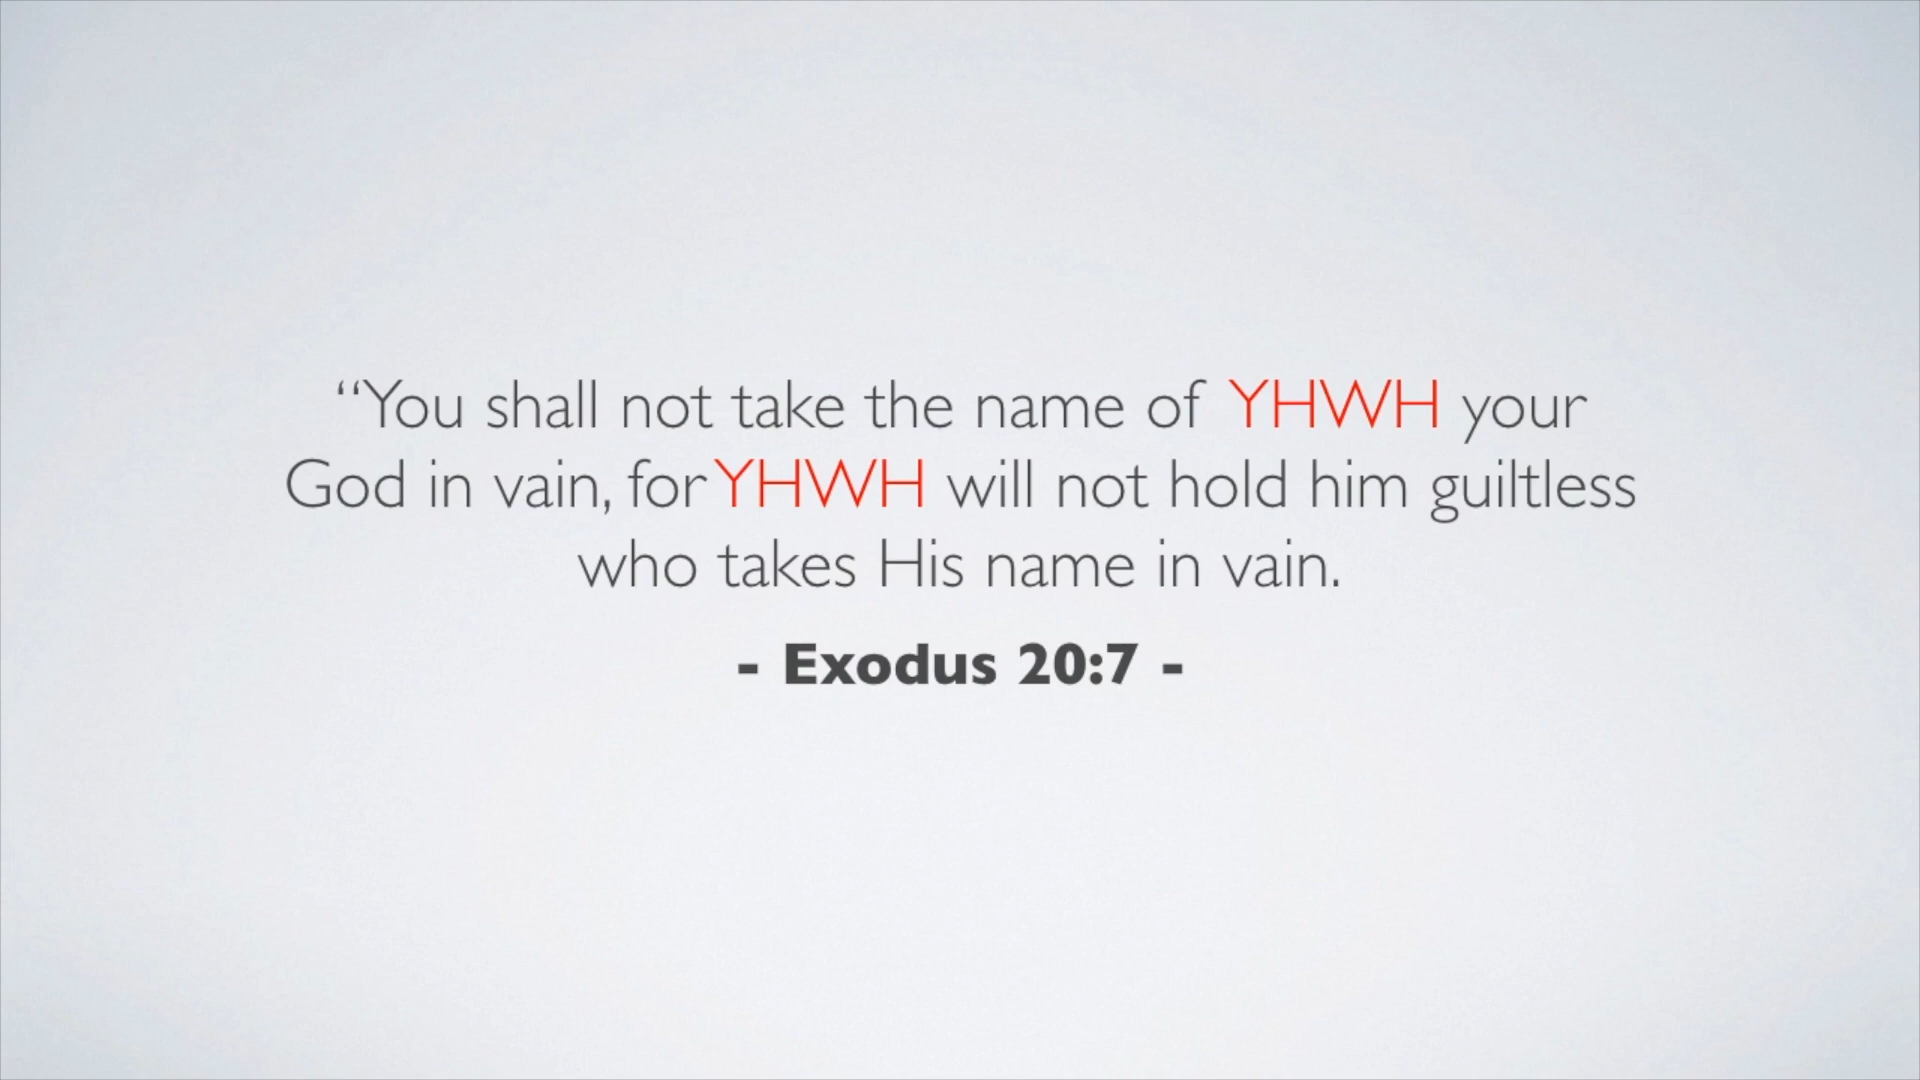 “You shall not take the name of YHWH your
God in vain, for YHWH will not hold him guiltless
who takes His name in vain.
- Exodus 20:7 -